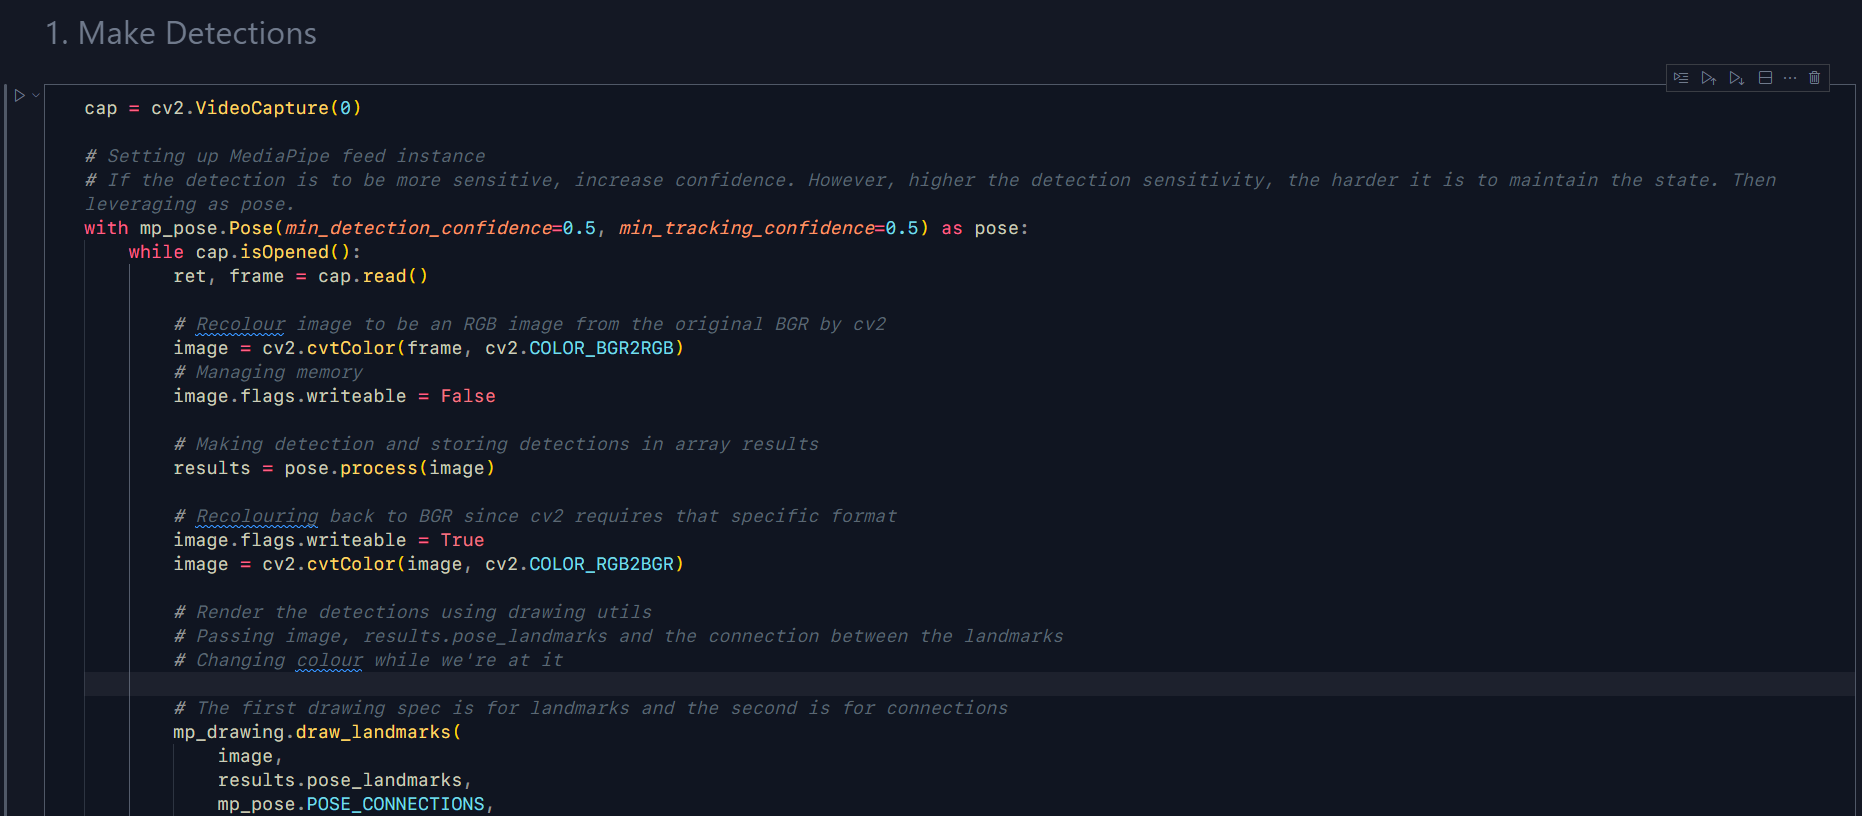 1. Make Detections
cap = cv2.VideoCapture(0)
# Setting up MediaPipe feed instance
# If the detection is to be more sensitive, increase confidence. However, higher the detection sensitivity, the harder it is to maintain the state. Then
leveraging as pose.
with mp_pose.Pose(min_detection_confidence=0.5, min_tracking_confidence=0.5) as pose:
    while cap.isOpened():
        ret, frame = cap.read()
        # Recolour image to be an RGB image from the original BGR by cv2
        image = cv2.cvtColor(frame, cv2.COLOR_BGR2RGB)
        # Managing memory
        image.flags.writeable = False
        # Making detection and storing detections in array results
        results = pose.process(image)
        # Recolouring back to BGR since cv2 requires that specific format
        image.flags.writeable = True
        image = cv2.cvtColor(image, cv2.COLOR_RGB2BGR)
        # Render the detections using drawing utils
        # Passing image, results.pose_landmarks and the connection between the landmarks
        # Changing colour while we're at it
        # The first drawing spec is for landmarks and the second is for connections
        mp_drawing.draw_landmarks(
            image,
            results.pose_landmarks,
            mp_pose.POSE_CONNECTIONS,